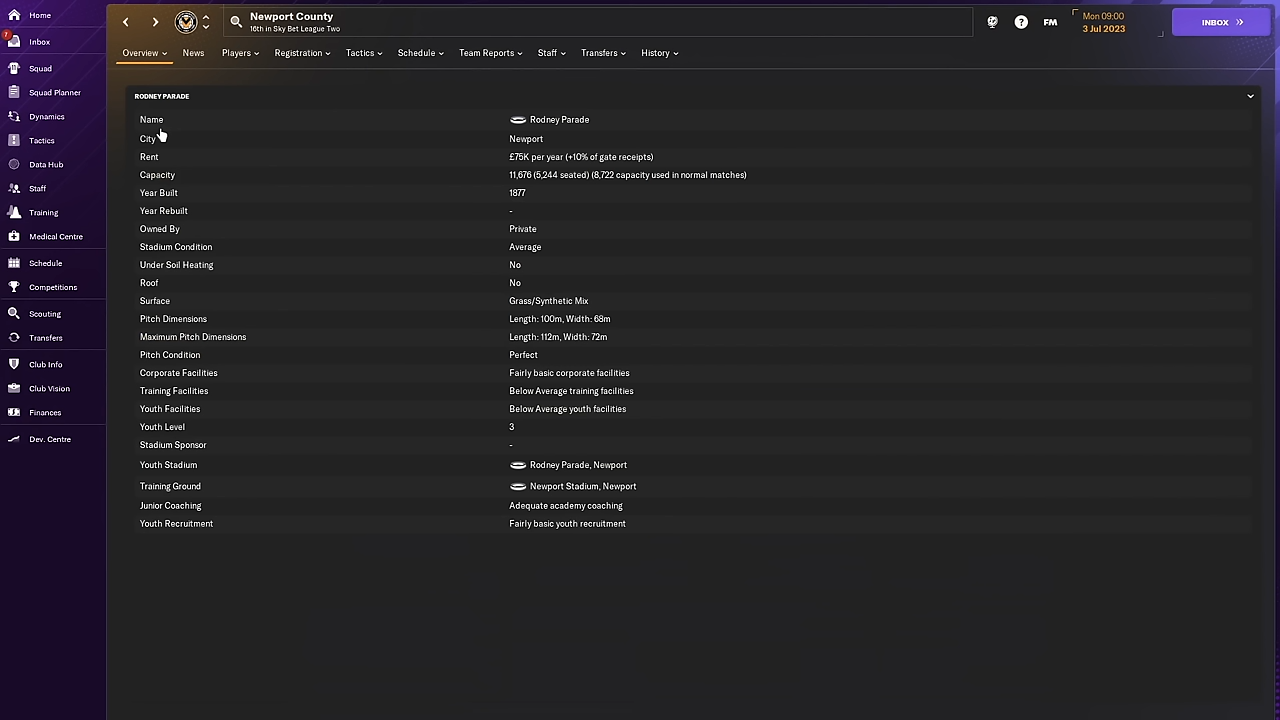 Home
7
Inbox
Squad
Squad Planner
Dynamics
Tactics
Data Hub
Staff
Training
Medical Centre
Schedule
Competitions
Scouting
Transfers
Club Info
Club Vision
Finances
Dev. Centre
Newport County
16th in Sky Bet League Two
?
FM
Mon 09:00
3 Jul 2023
INBOX
Overview
News
Players
Registration
Tactics
Schedule
Team Reports
Staff
Transfers
History
RODNEY PARADE
Name Rodney Parade
City Newport
Rent £75K per year (+10% of gate receipts)
Capacity 11,676 (5,244 seated) (8,722 capacity used in normal matches)
Year Built 1877
Year Rebuilt -
Owned By Private
Stadium Condition Average
Under Soil Heating No
Roof No
Surface Grass/Synthetic Mix
Pitch Dimensions Length: 100m, Width: 68m
Maximum Pitch Dimensions Length: 112m, Width: 72m
Pitch Condition Perfect
Corporate Facilities Fairly basic corporate facilities
Training Facilities Below Average training facilities
Youth Facilities Below Average youth facilities
Youth Level 3
Stadium Sponsor -
Youth Stadium Rodney Parade, Newport
Training Ground Newport Stadium, Newport
Junior Coaching Adequate academy coaching
Youth Recruitment Fairly basic youth recruitment